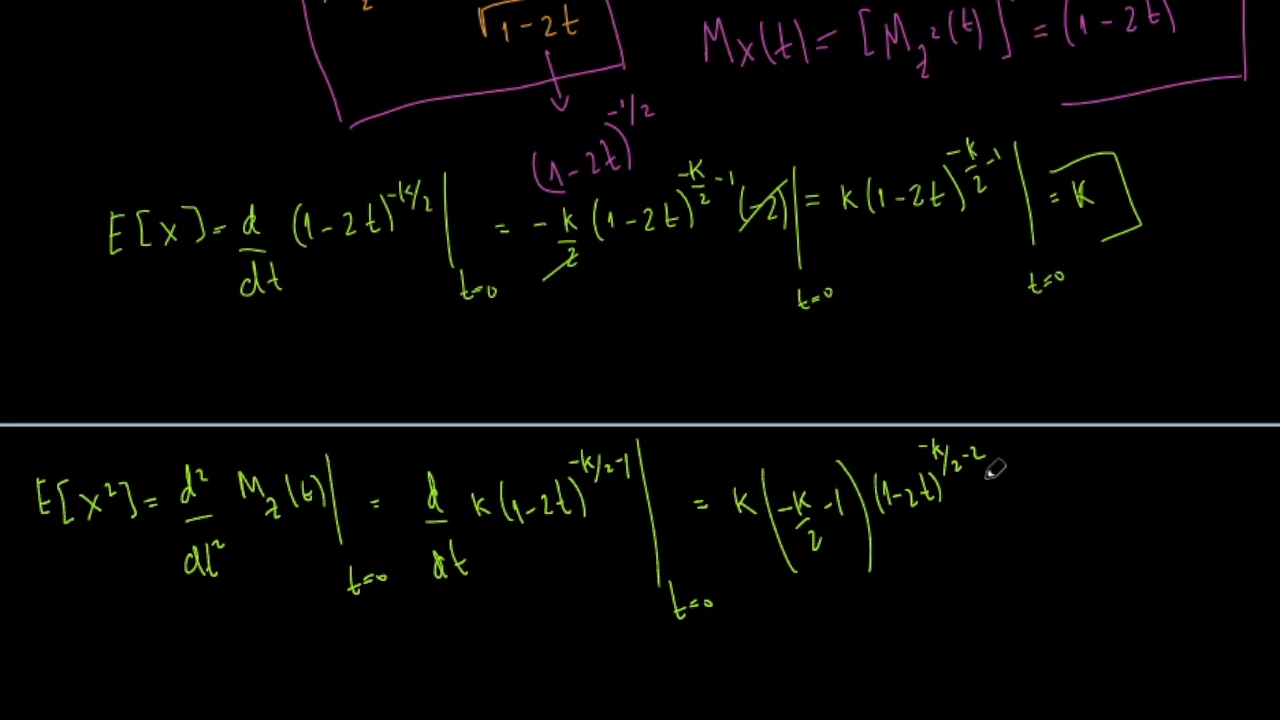 √1-2t
Mx(t) = [M_z²(t)] = (1-2t)
(1-2t)^-1/2
E[X] = d/dt (1-2t)^-k/2 | t=0 = -k/2 (1-2t)^-k/2-1 (-2) | t=0 = k(1-2t)^-k/2-1 | t=0 = k
E[X²] = d²/dt² M_z(t) | t=0 = d/dt k(1-2t)^-k/2-1 | t=0 = k(-k/2-1)(1-2t)^-k/2-2